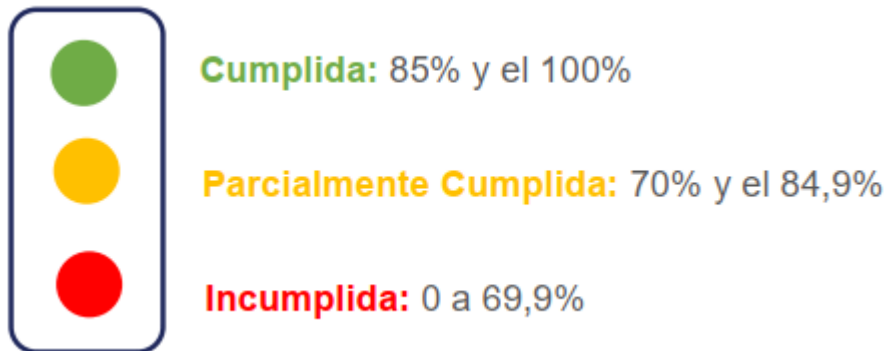 Cumplida: 85% y el 100%
Parcialmente Cumplida: 70% y el 84,9%
Incumplida: 0 a 69,9%